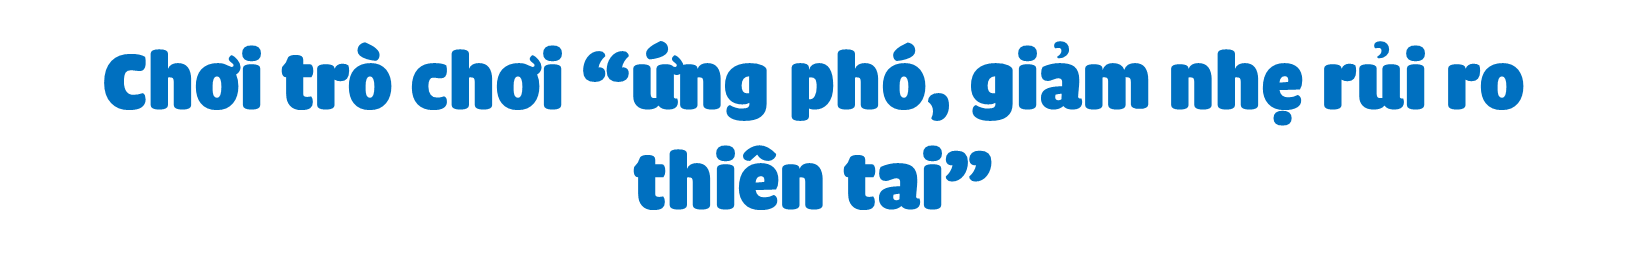 Chơi trò chơi “ứng phó, giảm nhẹ rủi ro
thiên tai”